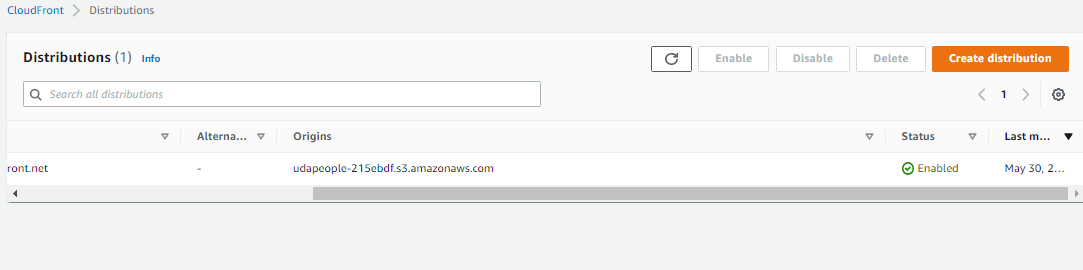 CloudFront > Distributions
Distributions (1) Info
Enable Disable Delete Create distribution
Search all distributions
1
Alterna... Origins Status Last m...
ront.net - udapeople-215ebdf.s3.amazonaws.com Enabled May 30, 2...